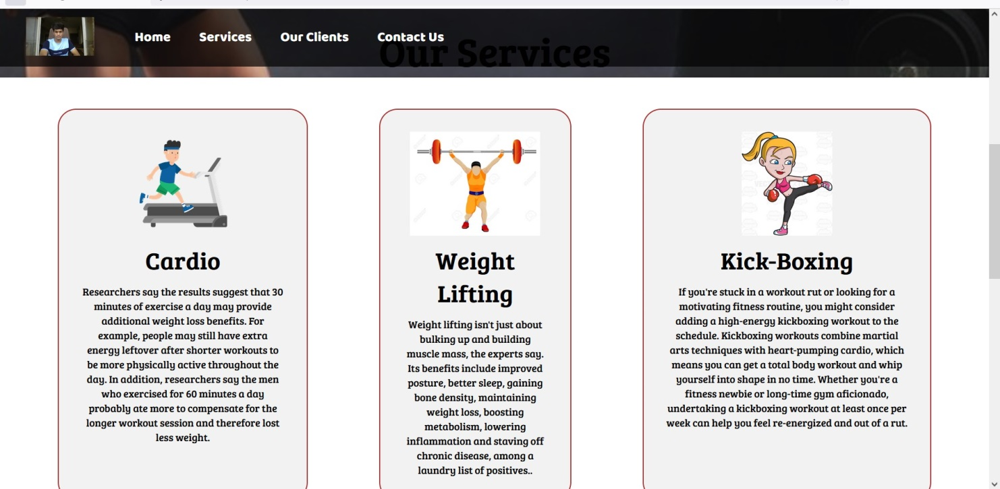 Home Services Our Clients Contact Us
Our Services
Cardio
Researchers say the results suggest that 30
minutes of exercise a day may provide
additional weight loss benefits. For
example, people may still have extra
energy leftover after shorter workouts to
be more physically active throughout the
day. In addition, researchers say the men
who exercised for 60 minutes a day
probably ate more to compensate for the
longer workout session and therefore lost
less weight.
Weight
Lifting
Weight lifting isn't just about
bulking up and building
muscle mass, the experts say.
Its benefits include improved
posture, better sleep, gaining
bone density, maintaining
weight loss, boosting
metabolism, lowering
inflammation and staving off
chronic disease, among a
laundry list of positives..
Kick-Boxing
If you're stuck in a workout rut or looking for a
motivating fitness routine, you might consider
adding a high-energy kickboxing workout to the
schedule. Kickboxing workouts combine martial
arts techniques with heart-pumping cardio, which
means you can get a total body workout and whip
yourself into shape in no time. Whether you're a
fitness newbie or long-time gym aficionado,
undertaking a kickboxing workout at least once per
week can help you feel re-energized and out of a rut.